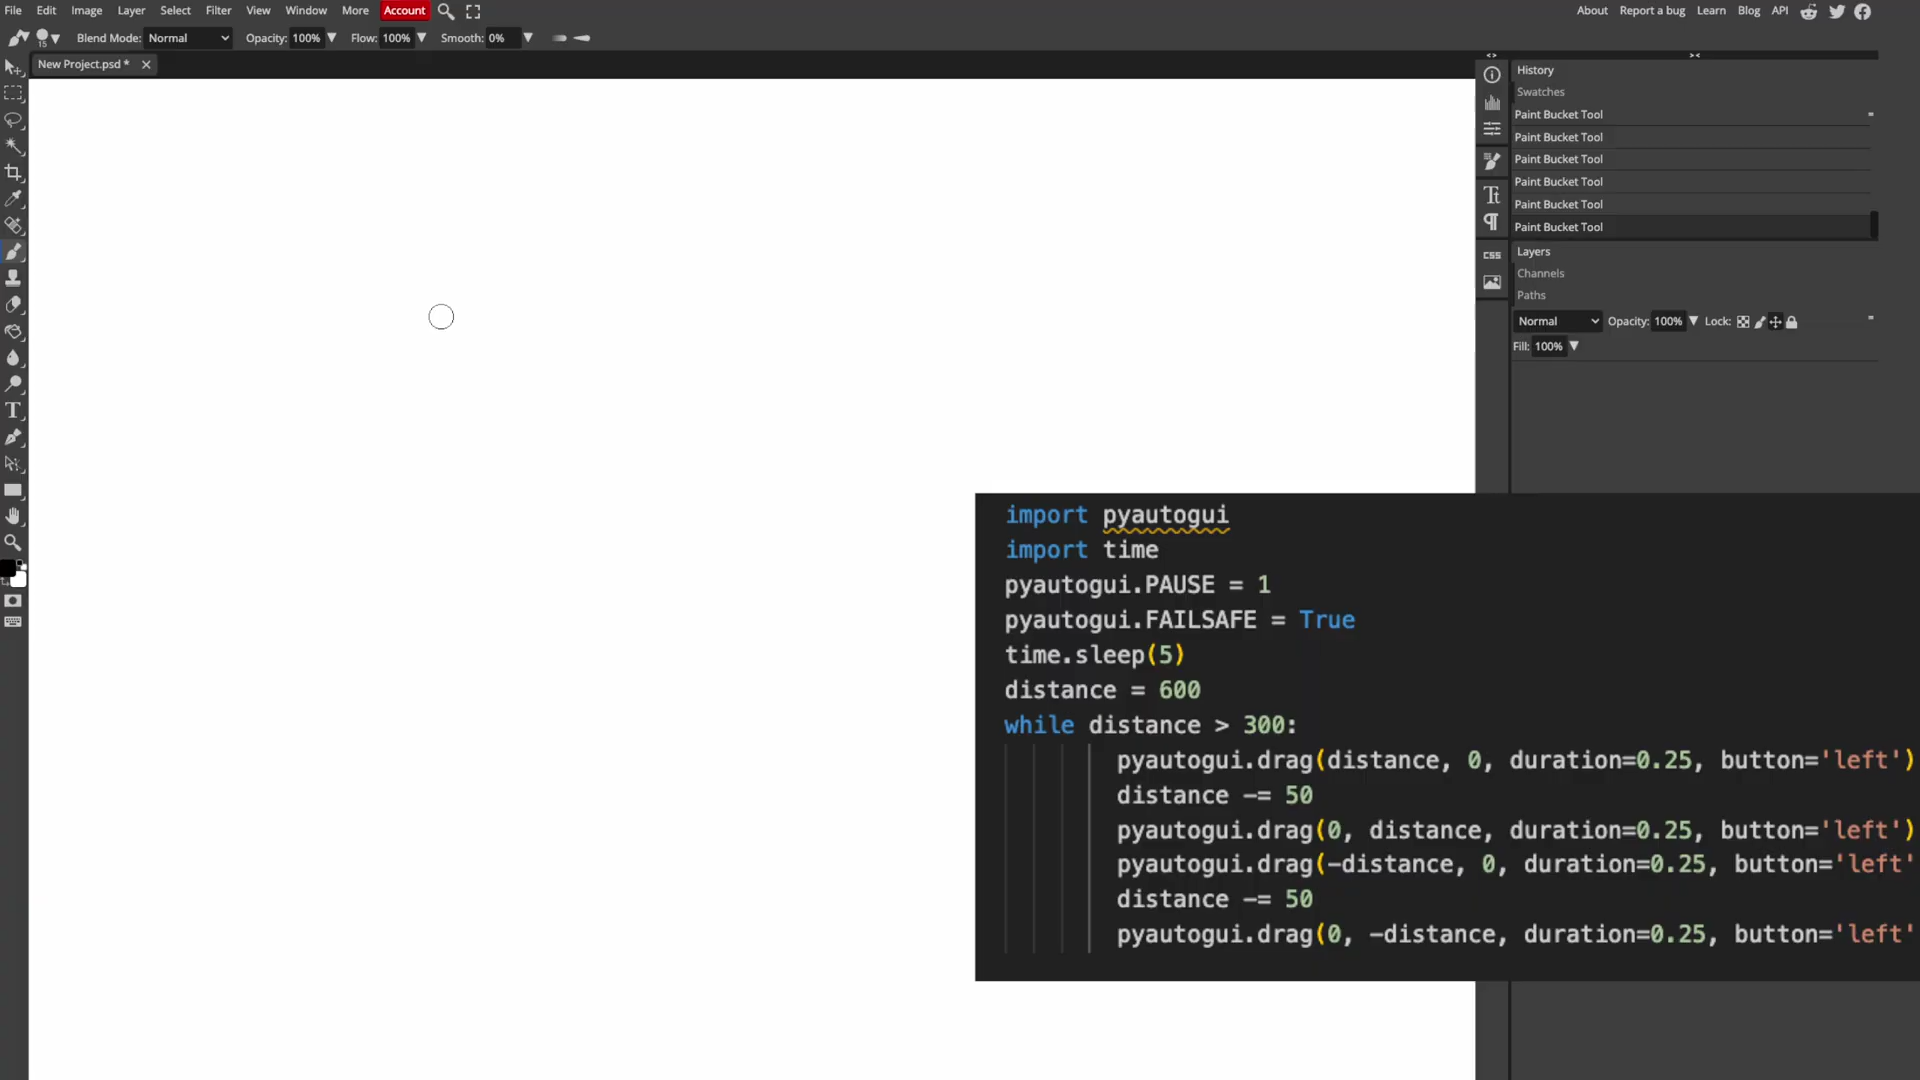 File Edit Image Layer Select Filter View Window More Account About Report a bug Learn Blog API
15 Blend Mode: Normal Opacity: 100% Flow: 100% Smooth: 0%
New Project.psd *
History
Swatches
Paint Bucket Tool
Paint Bucket Tool
Paint Bucket Tool
Paint Bucket Tool
Paint Bucket Tool
Paint Bucket Tool
CSS
Layers
Channels
Paths
Normal Opacity: 100% Lock:
Fill: 100%
import pyautogui
import time
pyautogui.PAUSE = 1
pyautogui.FAILSAFE = True
time.sleep(5)
distance = 600
while distance > 300:
pyautogui.drag(distance, 0, duration=0.25, button='left')
distance -= 50
pyautogui.drag(0, distance, duration=0.25, button='left')
pyautogui.drag(-distance, 0, duration=0.25, button='left'
distance -= 50
pyautogui.drag(0, -distance, duration=0.25, button='left'